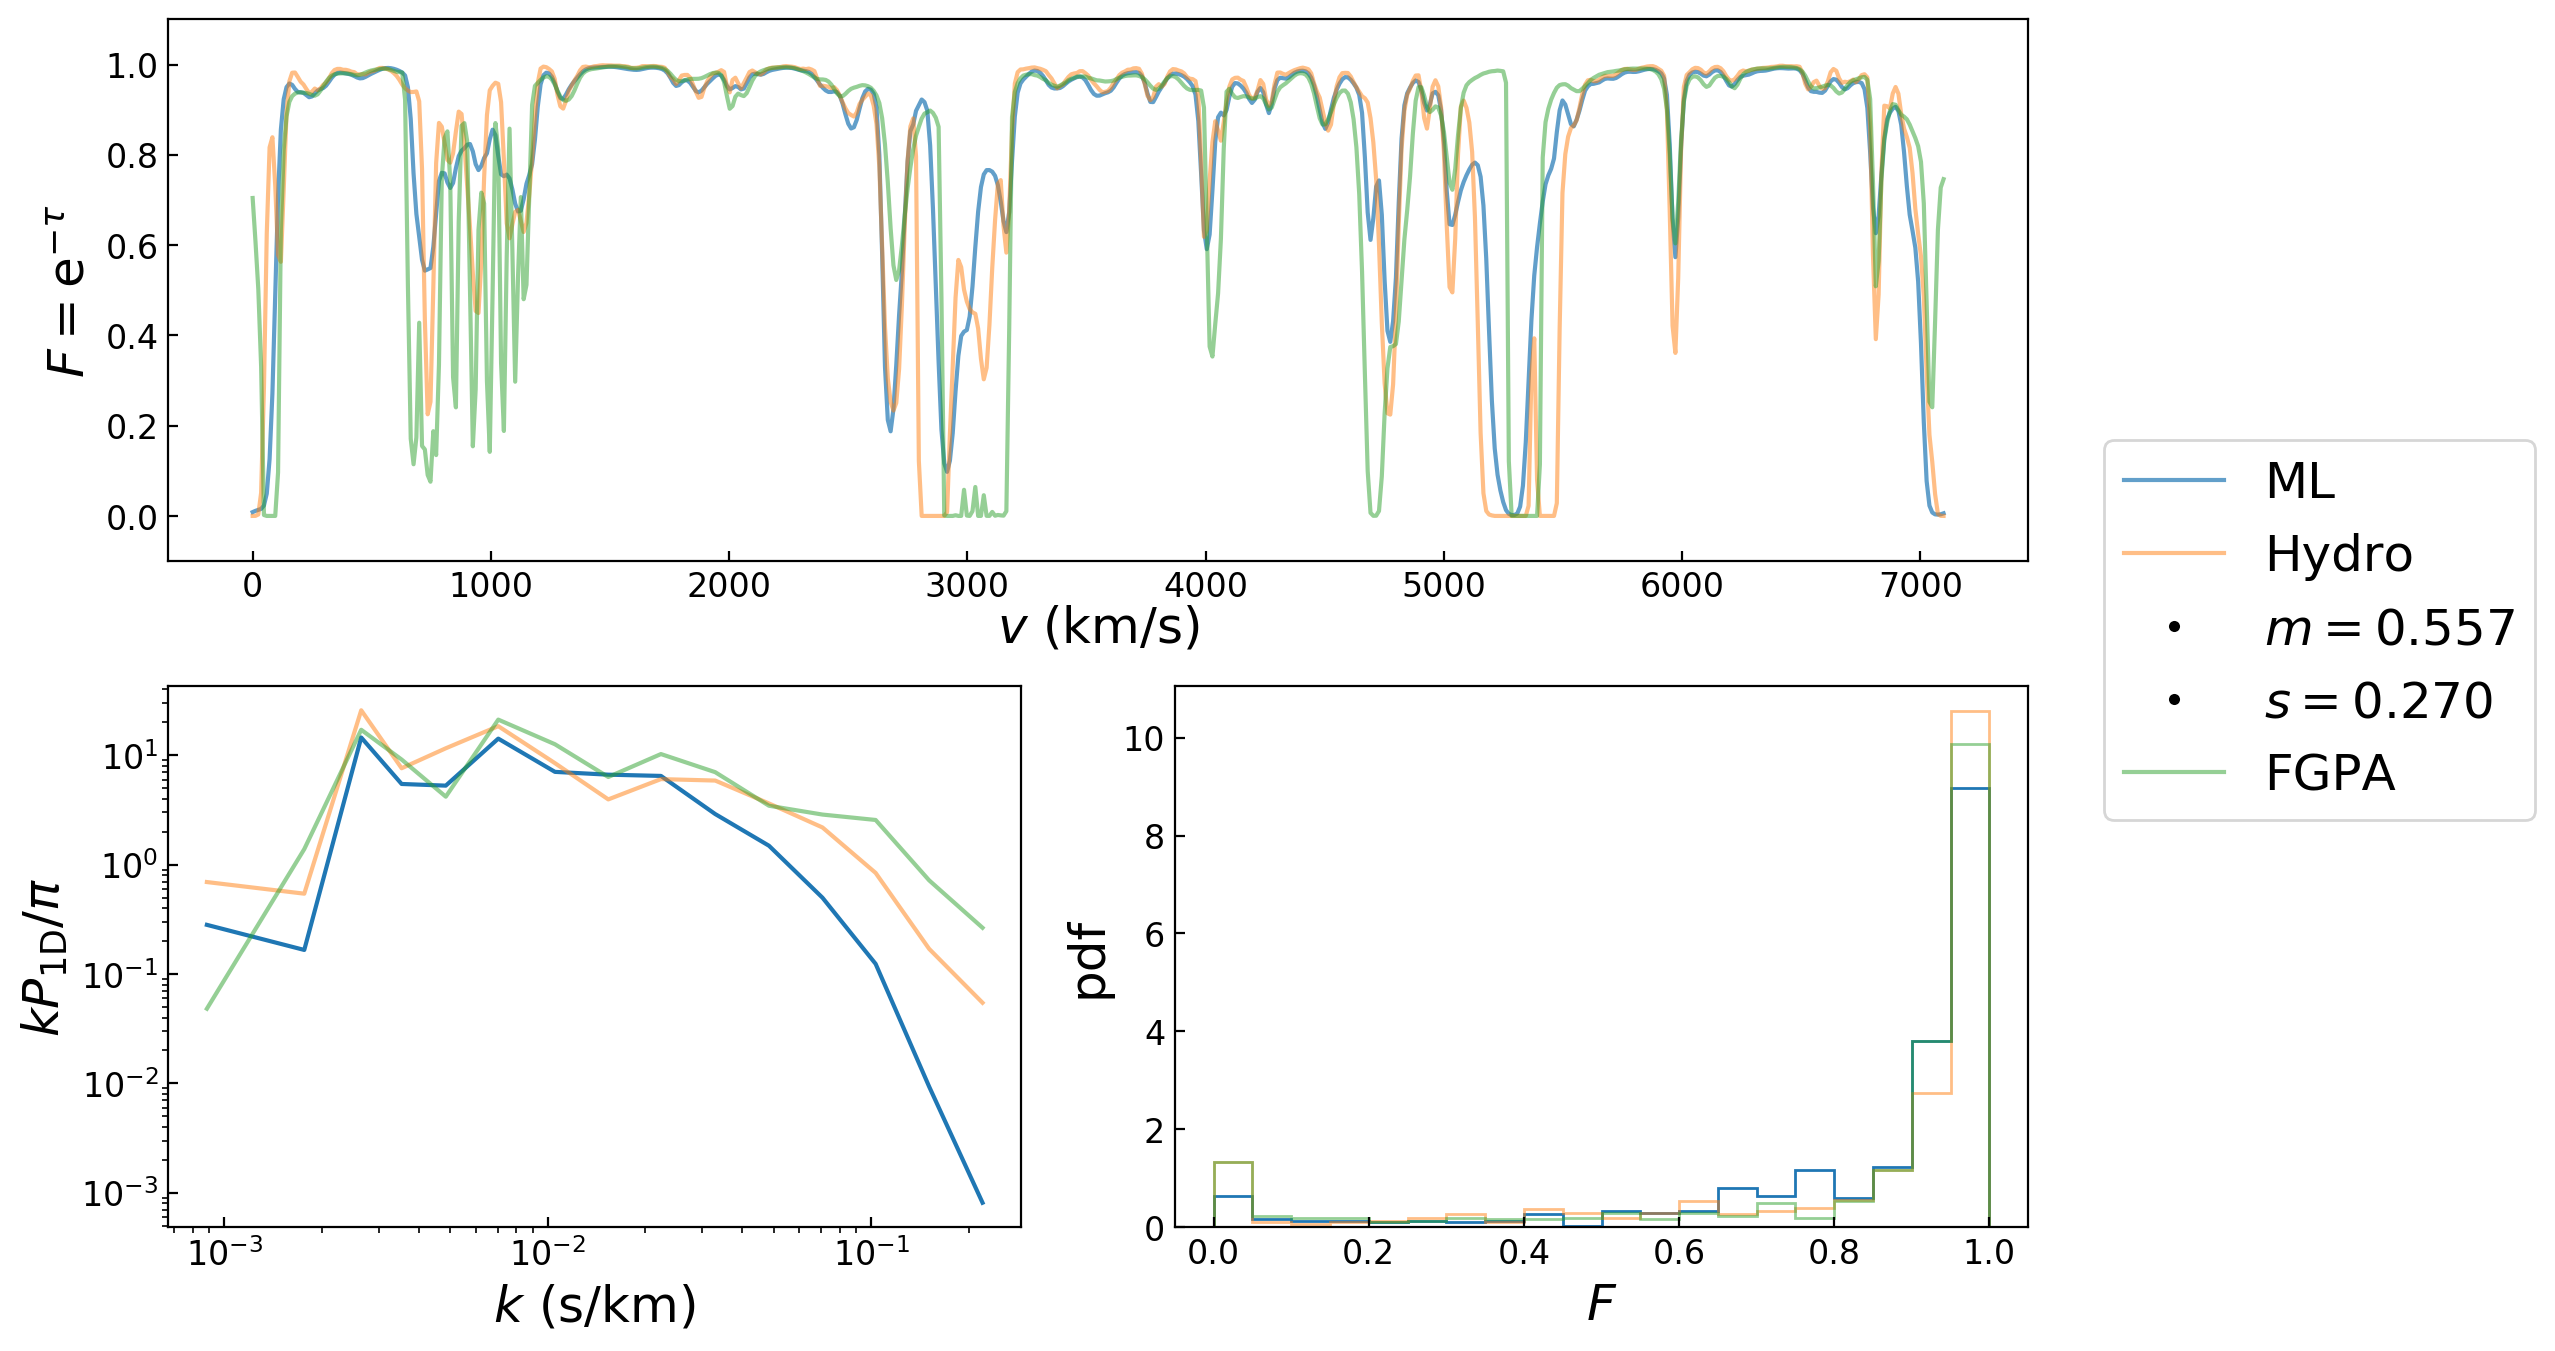 F = e^{−τ}
1.0
0.8
0.6
0.4
0.2
0.0
0 1000 2000 3000 4000 5000 6000 7000
v (km/s)
ML
Hydro
m = 0.557
s = 0.270
FGPA
kP_{1D}/π
10^{1}
10^{0}
10^{−1}
10^{−2}
10^{−3}
10^{−3} 10^{−2} 10^{−1}
k (s/km)
pdf
10
8
6
4
2
0
0.0 0.2 0.4 0.6 0.8 1.0
F